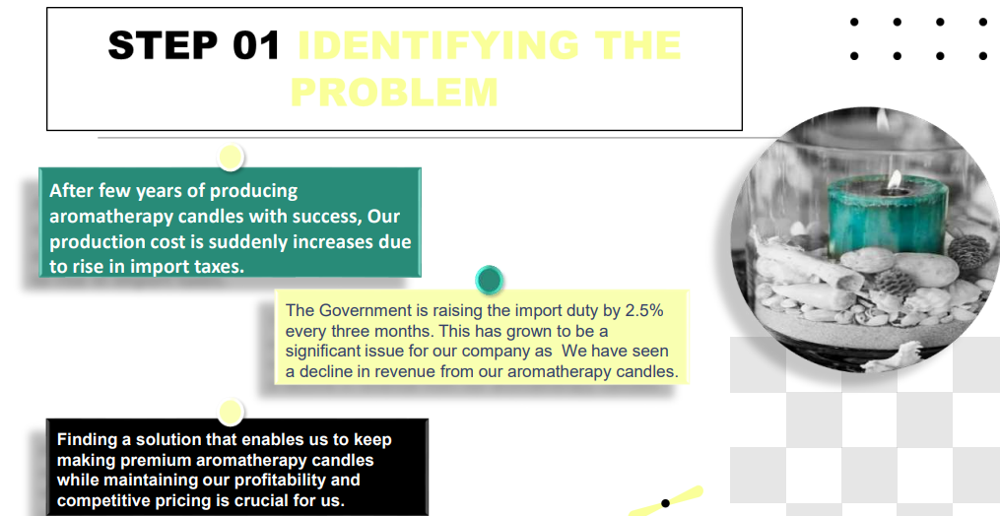 STEP 01 IDENTIFYING THE
PROBLEM
After few years of producing
aromatherapy candles with success, Our
production cost is suddenly increases due
to rise in import taxes.
The Government is raising the import duty by 2.5%
every three months. This has grown to be a
significant issue for our company as  We have seen
a decline in revenue from our aromatherapy candles.
Finding a solution that enables us to keep
making premium aromatherapy candles
while maintaining our profitability and
competitive pricing is crucial for us.